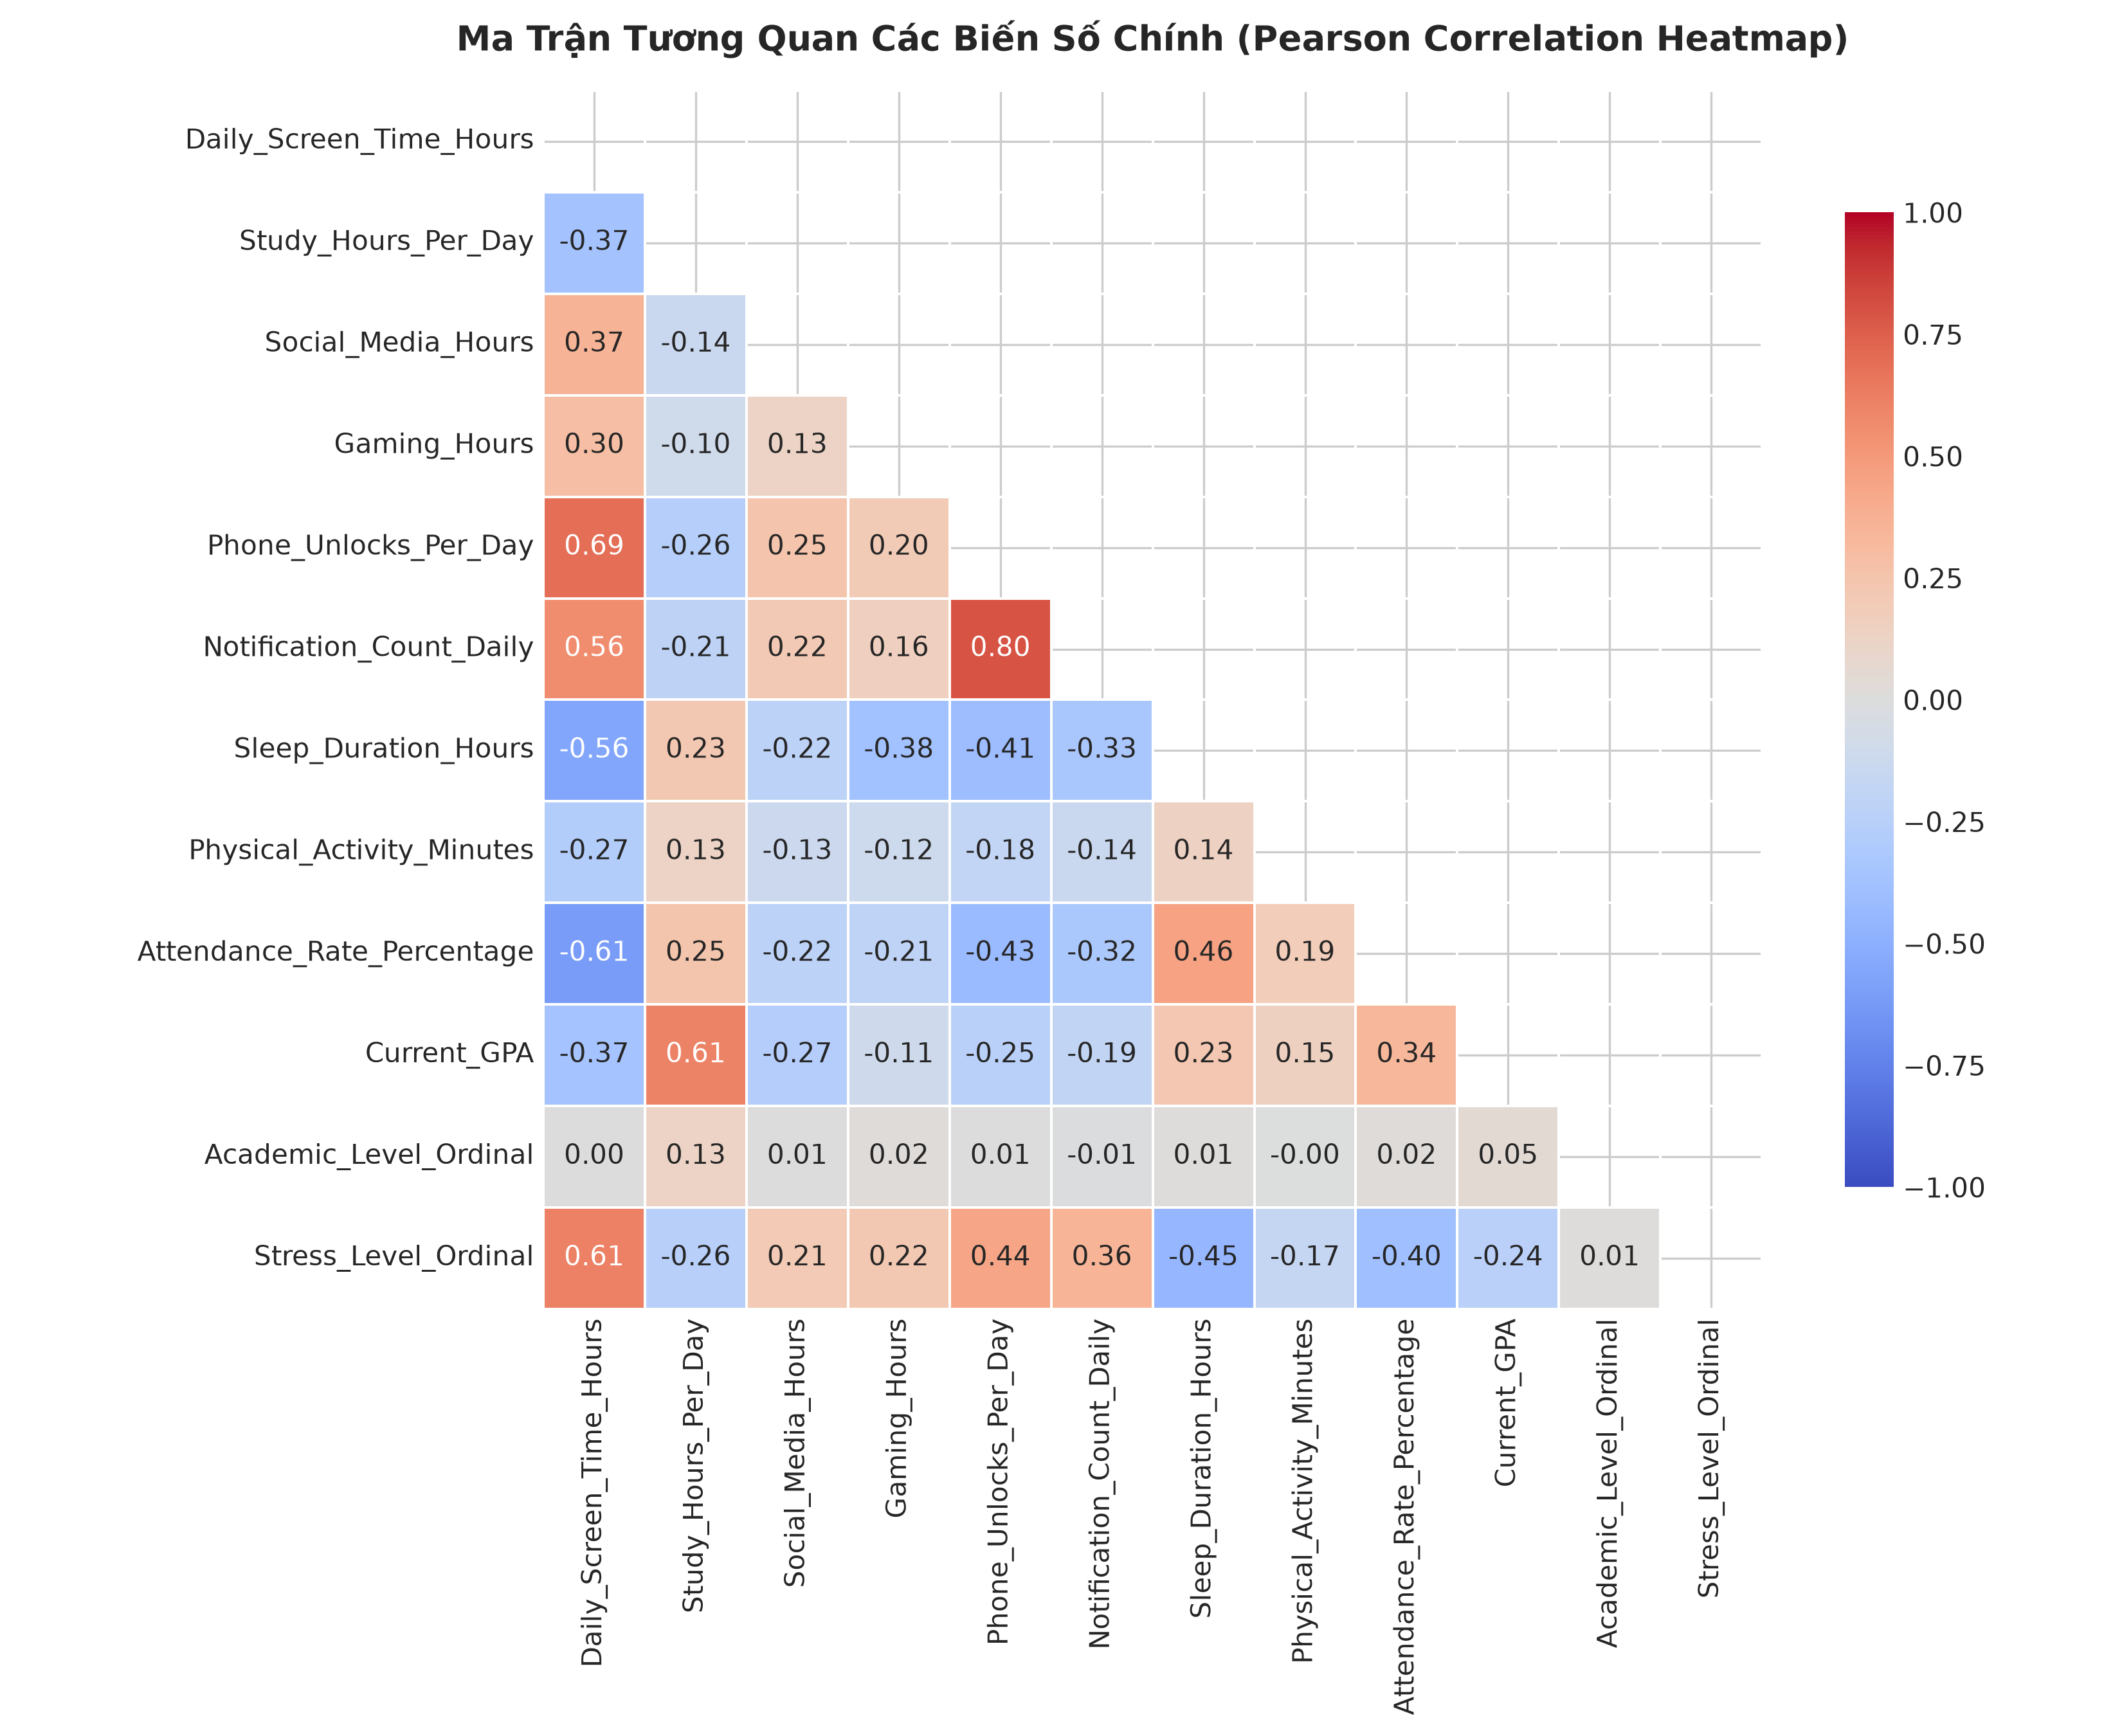 Ma Trận Tương Quan Các Biến Số Chính (Pearson Correlation Heatmap)
Daily_Screen_Time_Hours
Study_Hours_Per_Day -0.37
Social_Media_Hours 0.37 -0.14
Gaming_Hours 0.30 -0.10 0.13
Phone_Unlocks_Per_Day 0.69 -0.26 0.25 0.20
Notification_Count_Daily 0.56 -0.21 0.22 0.16 0.80
Sleep_Duration_Hours -0.56 0.23 -0.22 -0.38 -0.41 -0.33
Physical_Activity_Minutes -0.27 0.13 -0.13 -0.12 -0.18 -0.14 0.14
Attendance_Rate_Percentage -0.61 0.25 -0.22 -0.21 -0.43 -0.32 0.46 0.19
Current_GPA -0.37 0.61 -0.27 -0.11 -0.25 -0.19 0.23 0.15 0.34
Academic_Level_Ordinal 0.00 0.13 0.01 0.02 0.01 -0.01 0.01 -0.00 0.02 0.05
Stress_Level_Ordinal 0.61 -0.26 0.21 0.22 0.44 0.36 -0.45 -0.17 -0.40 -0.24 0.01
Daily_Screen_Time_Hours
Study_Hours_Per_Day
Social_Media_Hours
Gaming_Hours
Phone_Unlocks_Per_Day
Notification_Count_Daily
Sleep_Duration_Hours
Physical_Activity_Minutes
Attendance_Rate_Percentage
Current_GPA
Academic_Level_Ordinal
Stress_Level_Ordinal
1.00
0.75
0.50
0.25
0.00
−0.25
−0.50
−0.75
−1.00